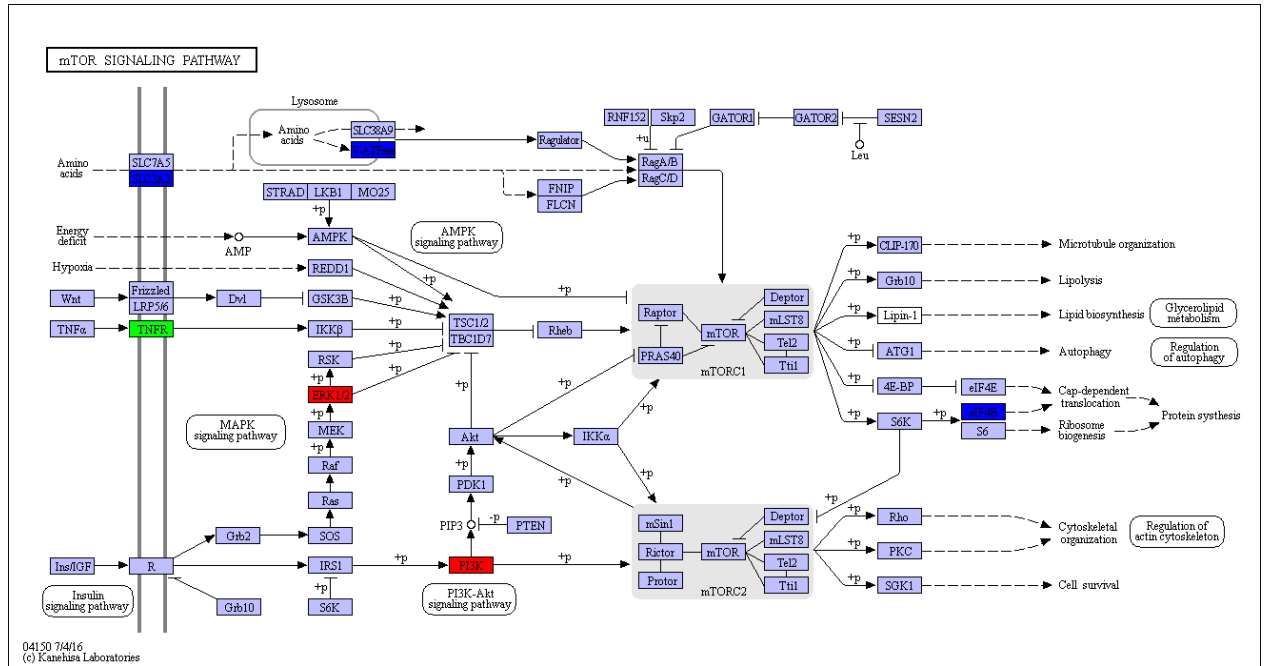 mTOR SIGNALING PATHWAY
Lysosome
Amino
acids
SLC38A9
V-ATPase
Ragulator
RNF152
Skp2
GATOR1
GATOR2
SESN2
+u
Leu
Amino
acids
SLC7A5
SLC3A2
RagA/B
RagC/D
FNIP
FLCN
STRAD
LKB1
MO25
+p
Energy
deficit
AMP
AMPK
AMPK
signaling pathway
+p
CLIP-170
Microtubule organization
Hypoxia
REDD1
+p
+p
+p
Grb10
Lipolysis
Wnt
Frizzled
LRP5/6
Dvl
GSK3B
+p
Deptor
Raptor
mLST8
mTOR
Tel2
Tti1
PRAS40
mTORC1
+p
Lipin-1
Lipid biosynthesis
Glycerolipid
metabolism
TNFα
TNFR
IKKβ
+p
TSC1/2
TBC1D7
Rheb
+p
ATG1
Autophagy
Regulation
of autophagy
RSK
+p
+p
ERK1/2
+p
+p
+p
+p
4E-BP
eIF4E
Cap-dependent
translocation
MAPK
signaling pathway
+p
MEK
+p
Raf
Ras
SOS
Akt
IKKα
+p
+p
+p
S6K
+p
eIF4B
S6
Ribosome
biogenesis
Protein systhesis
+p
PDK1
PIP3
-p
PTEN
+p
+p
Grb2
Ins/IGF
R
IRS1
+p
PI3K
+p
Insulin
signaling pathway
Grb10
+p
S6K
PI3K-Akt
signaling pathway
mSin1
Rictor
Protor
mTOR
Deptor
mLST8
Tel2
Tti1
mTORC2
+p
Rho
+p
PKC
+p
SGK1
Cytoskeletal
organization
Regulation of
actin cytoskeleton
Cell survival
04150 7/4/16
(c) Kanehisa Laboratories